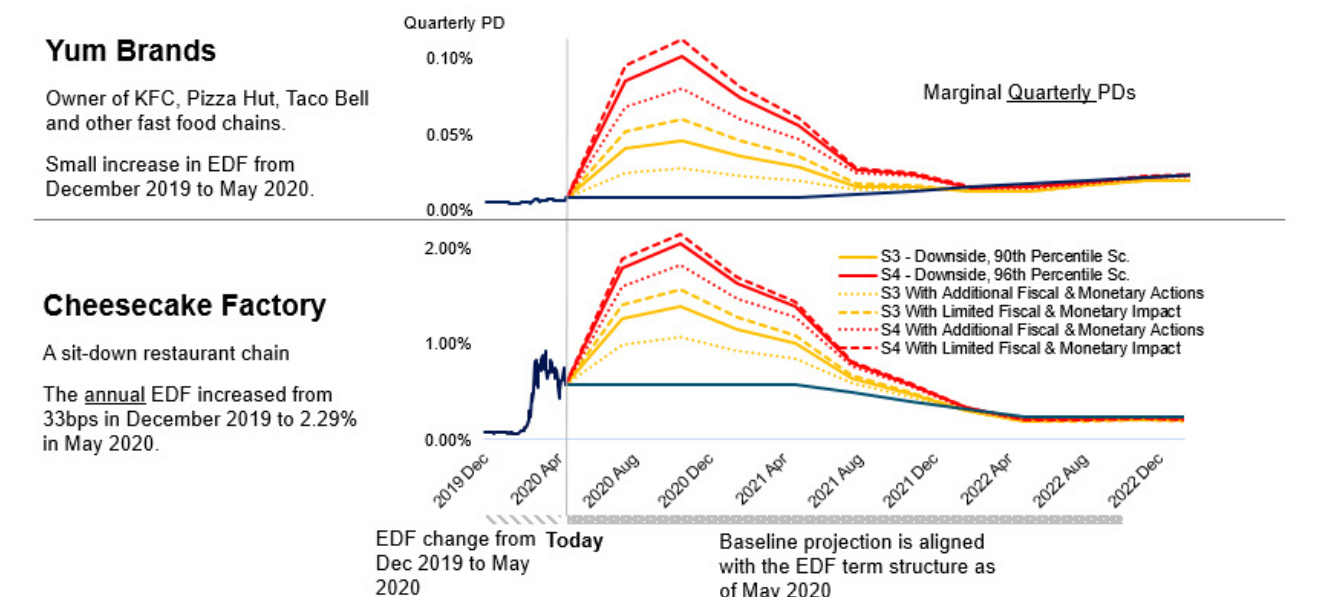 Quarterly PD
Yum Brands
Owner of KFC, Pizza Hut, Taco Bell
and other fast food chains.
Small increase in EDF from
December 2019 to May 2020.
0.10%
0.05%
0.00%
Marginal Quarterly PDs
Cheesecake Factory
A sit-down restaurant chain
The annual EDF increased from
33bps in December 2019 to 2.29%
in May 2020.
2.00%
1.00%
0.00%
S3 - Downside, 90th Percentile Sc.
S4 - Downside, 96th Percentile Sc.
S3 With Additional Fiscal & Monetary Actions
S3 With Limited Fiscal & Monetary Impact
S4 With Additional Fiscal & Monetary Actions
S4 With Limited Fiscal & Monetary Impact
2019 Dec
2020 Apr
2020 Aug
2020 Dec
2021 Apr
2021 Aug
2021 Dec
2022 Apr
2022 Aug
2022 Dec
EDF change from
Dec 2019 to May
2020
Today
Baseline projection is aligned
with the EDF term structure as
of May 2020